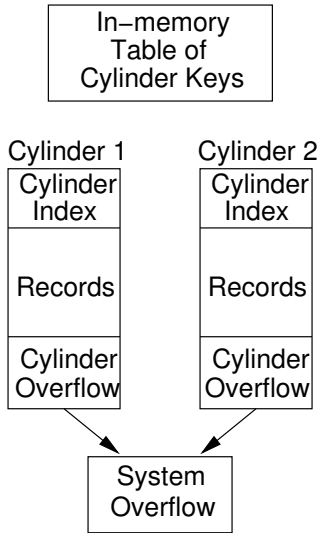 In−memory
Table of
Cylinder Keys
Cylinder 1
Cylinder
Index
Records
Cylinder
Overflow
Cylinder 2
Cylinder
Index
Records
Cylinder
Overflow
System
Overflow